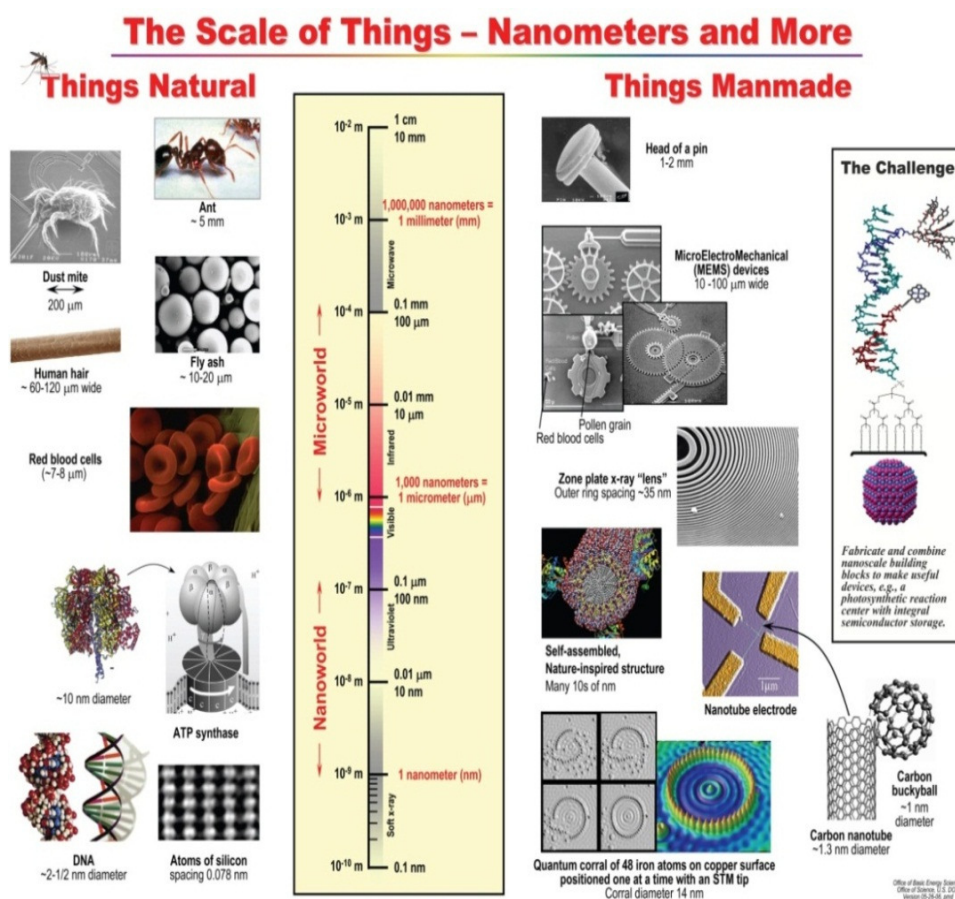 The Scale of Things – Nanometers and More
Things Natural
Things Manmade
Ant
~ 5 mm
Dust mite
200 μm
Human hair
~ 60-120 μm wide
Fly ash
~ 10-20 μm
Red blood cells
(~7-8 μm)
~10 nm diameter
ATP synthase
DNA
~2-1/2 nm diameter
Atoms of silicon
spacing 0.078 nm
10-2 m
1 cm
10 mm
1,000,000 nanometers =
1 millimeter (mm)
10-3 m
Microwave
0.1 mm
100 μm
10-4 m
Microworld
0.01 mm
10 μm
10-5 m
Infrared
1,000 nanometers =
1 micrometer (μm)
10-6 m
Visible
0.1 μm
100 nm
10-7 m
Ultraviolet
Nanoworld
0.01 μm
10 nm
10-8 m
1 nanometer (nm)
10-9 m
Soft x-ray
10-10 m
0.1 nm
Head of a pin
1-2 mm
MicroElectroMechanical
(MEMS) devices
10 -100 μm wide
Pollen grain
Red blood cells
Zone plate x-ray “lens”
Outer ring spacing ~35 nm
Self-assembled,
Nature-inspired structure
Many 10s of nm
1μm
Nanotube electrode
Quantum corral of 48 iron atoms on copper surface
positioned one at a time with an STM tip
Corral diameter 14 nm
Carbon nanotube
~1.3 nm diameter
Carbon
buckyball
~1 nm
diameter
The Challenge
Fabricate and combine
nanoscale building
blocks to make useful
devices, e.g., a
photosynthetic reaction
center with integral
semiconductor storage.
Office of Basic Energy
Office of Science, U.S.